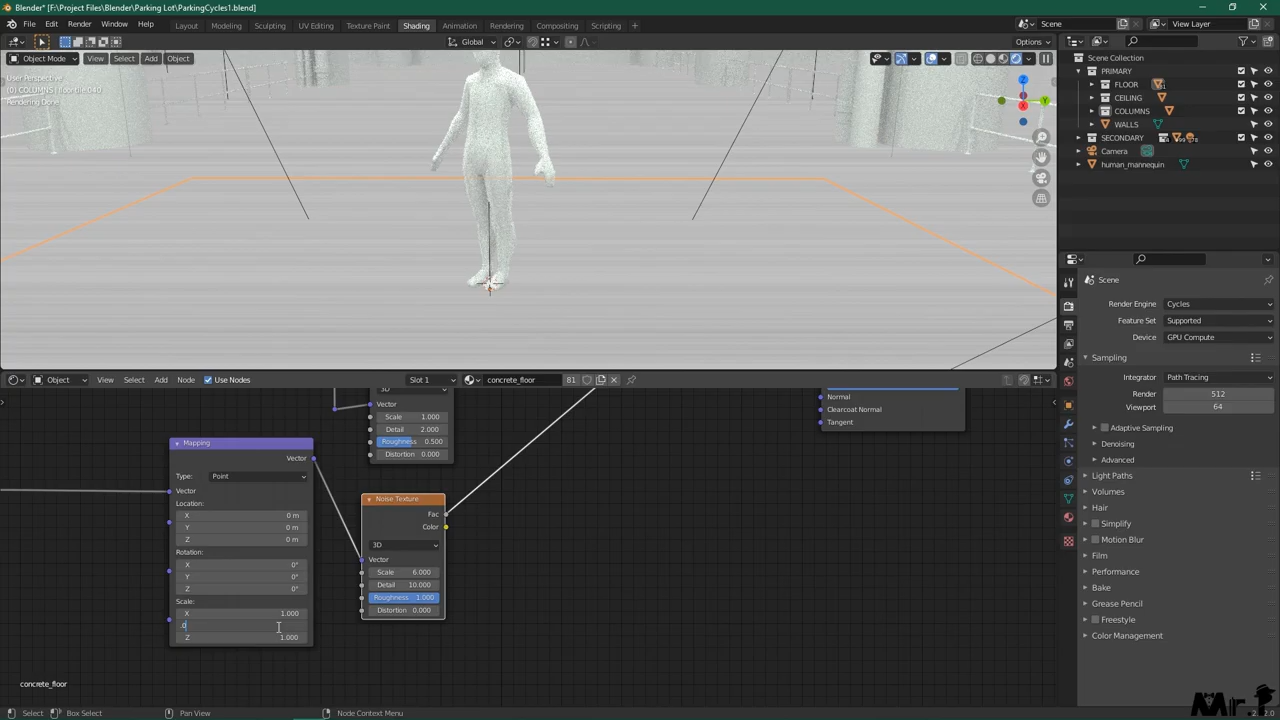 Blender* [F:\Project Files\Blender\Parking Lot\ParkingCycles1.blend]
File Edit Render Window Help Layout Modeling Sculpting UV Editing Texture Paint Shading Animation Rendering Compositing Scripting + Scene View Layer
Global Options
Object Mode View Select Add Object
User Perspective
(0) COLUMNS | floor tile.040
Rendering Done
Scene Collection
PRIMARY
FLOOR
CEILING
COLUMNS
WALLS
SECONDARY
Camera
human_mannequin
Scene
Render Engine Cycles
Feature Set Supported
Device GPU Compute
Sampling
Integrator Path Tracing
Render 512
Viewport 64
Adaptive Sampling
Denoising
Advanced
Light Paths
Volumes
Hair
Simplify
Motion Blur
Film
Performance
Bake
Grease Pencil
Freestyle
Color Management
Object View Select Add Node Use Nodes Slot 1 concrete_floor 81
3D
Vector
Scale 1.000
Detail 2.000
Roughness 0.500
Distortion 0.000
Normal
Clearcoat Normal
Tangent
Mapping
Vector
Type: Point
Vector
Location:
X 0 m
Y 0 m
Z 0 m
Rotation:
X 0°
Y 0°
Z 0°
Scale:
X 1.000
.0
Z 1.000
Noise Texture
Fac
Color
3D
Vector
Scale 6.000
Detail 10.000
Roughness 1.000
Distortion 0.000
concrete_floor
Select Box Select Pan View Node Context Menu
Mr.